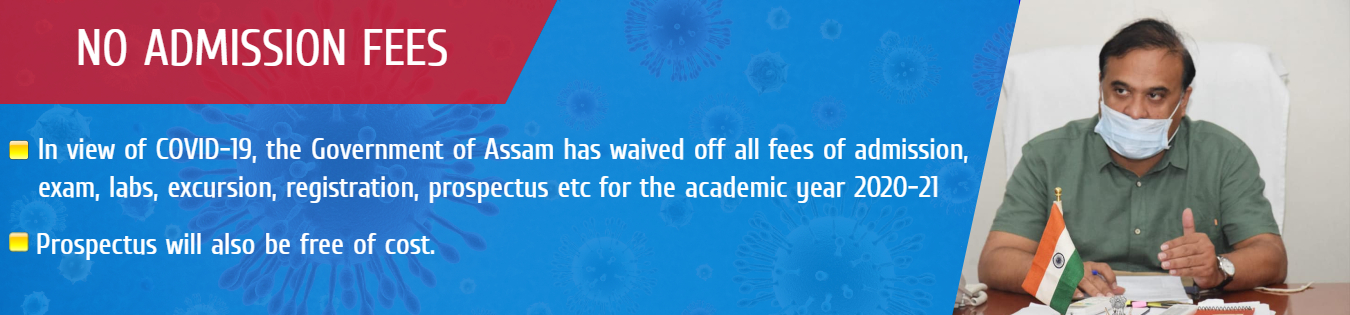 NO ADMISSION FEES
In view of COVID-19, the Government of Assam has waived off all fees of admission,
exam, labs, excursion, registration, prospectus etc for the academic year 2020-21
Prospectus will also be free of cost.